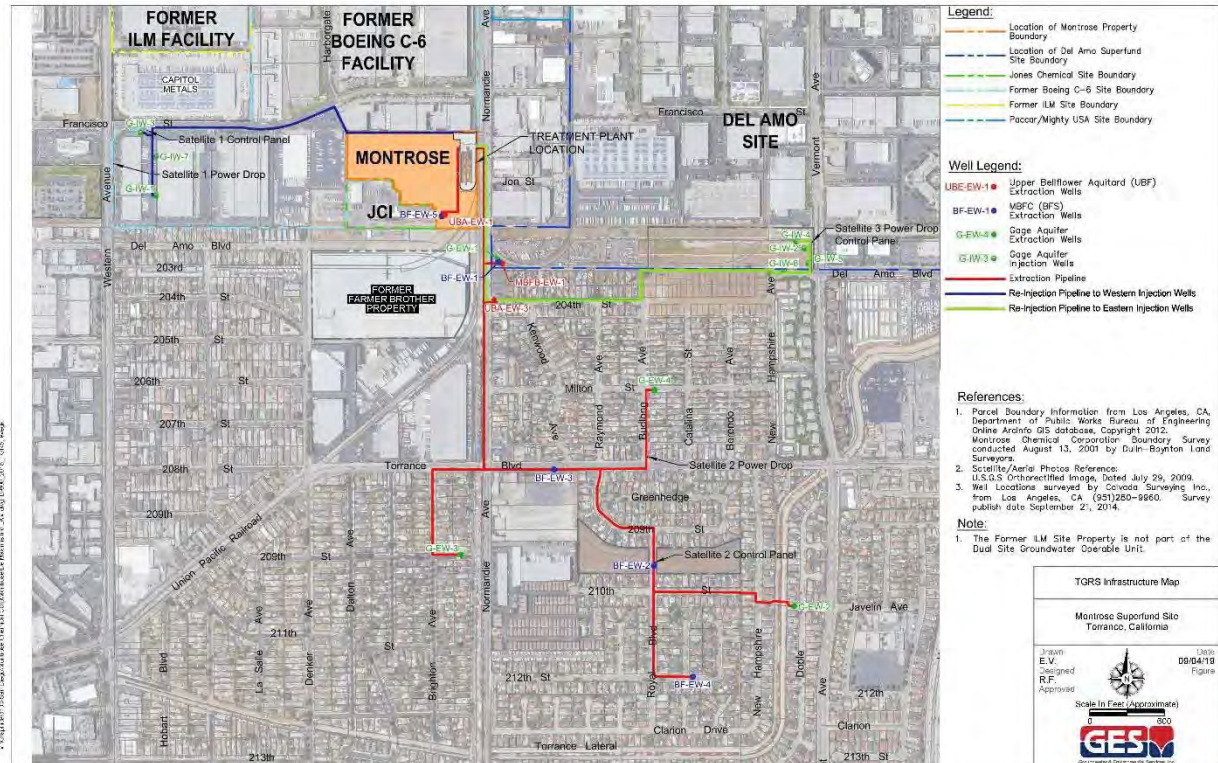 FORMER
ILM FACILITY
FORMER
BOEING C-6
FACILITY
Harborgate
Ave
Normandie
CAPITOL
METALS
Francisco St
G-IW-3
Satellite 1 Control Panel
G-IW-7
Satellite 1 Power Drop
Avenue
Western
MONTROSE
TREATMENT PLANT
LOCATION
Jon St
JCI
BF-EW-5
UBA-EW-1
Francisco St
DEL AMO
SITE
Ave
Vermont
Del Amo Blvd
203rd
204th St
G-EW-1
BF-EW-1
MBFB-EW-1
UBA-EW-3
204th St
FORMER
FARMER BROTHER
PROPERTY
G-IW-4
G-IW-2
G-IW-6
G-IW-5
Satellite 3 Power Drop
Control Panel
Del Amo Blvd
205th St
206th St
207th St
208th St
209th
Kenwood
Ave
Milton St
G-EW-4
Raymond
Ave
Budlong
Ave
Catalina
St
Berendo
Ave
New
Hampshire
Ave
Torrance Blvd
BF-EW-3
Satellite 2 Power Drop
Greenhedge
209th St
Satellite 2 Control Panel
BF-EW-2
210th St
G-EW-2
Javelin Ave
Union Pacific Railroad
209th St
G-EW-3
Normandie
Ave
211th St
Hobart
Blvd
La Salle
Ave
Denker
Ave
Dalton
Ave
Brighton
Ave
212th St
Royal
Blvd
BF-EW-4
New
Hampshire
Doble
Ave
212th
Clarion Drive
Clarion
Torrance Lateral
213th
213th St
Legend:
Location of Montrose Property
Boundary
Location of Del Amo Superfund
Site Boundary
Jones Chemical Site Boundary
Former Boeing C-6 Site Boundary
Former ILM Site Boundary
Paccar/Mighty USA Site Boundary
Well Legend:
UBE-EW-1 Upper Bellflower Aquitard (UBF)
Extraction Wells
BF-EW-1 MBFC (BFS)
Extraction Wells
G-EW-4 Gage Aquifer
Extraction Wells
G-IW-3 Gage Aquifer
Injection Wells
Extraction Pipeline
Re-Injection Pipeline to Western Injection Wells
Re-Injection Pipeline to Eastern Injection Wells
References:
1. Parcel Boundary Information from Los Angeles, CA,
Department of Public Works Bureau of Engineering
Online ArcInfo GIS database, Copyright 2012.
Montrose Chemical Corporation Boundary Survey
conducted August 13, 2001 by Dulin-Boynton Land
Surveyors.
2. Satellite/Aerial Photos Reference:
U.S.G.S Orthorectified Image, Dated July 29, 2009.
3. Well Locations surveyed by Calvada Surveying Inc.,
from Los Angeles, CA (951)280-9960. Survey
publish date September 21, 2014.
Note:
1. The Former ILM Site Property is not part of the
Dual Site Groundwater Operable Unit.
TGRS Infrastructure Map
Montrose Superfund Site
Torrance, California
Drawn
E.V.
Designed
R.F.
Approved
Date
09/04/19
Figure
N
Scale In Feet (Approximate)
0 600
GES